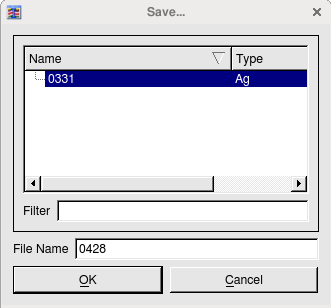 Save...
Name Type
0331 Ag
Filter
File Name 0428
OK Cancel